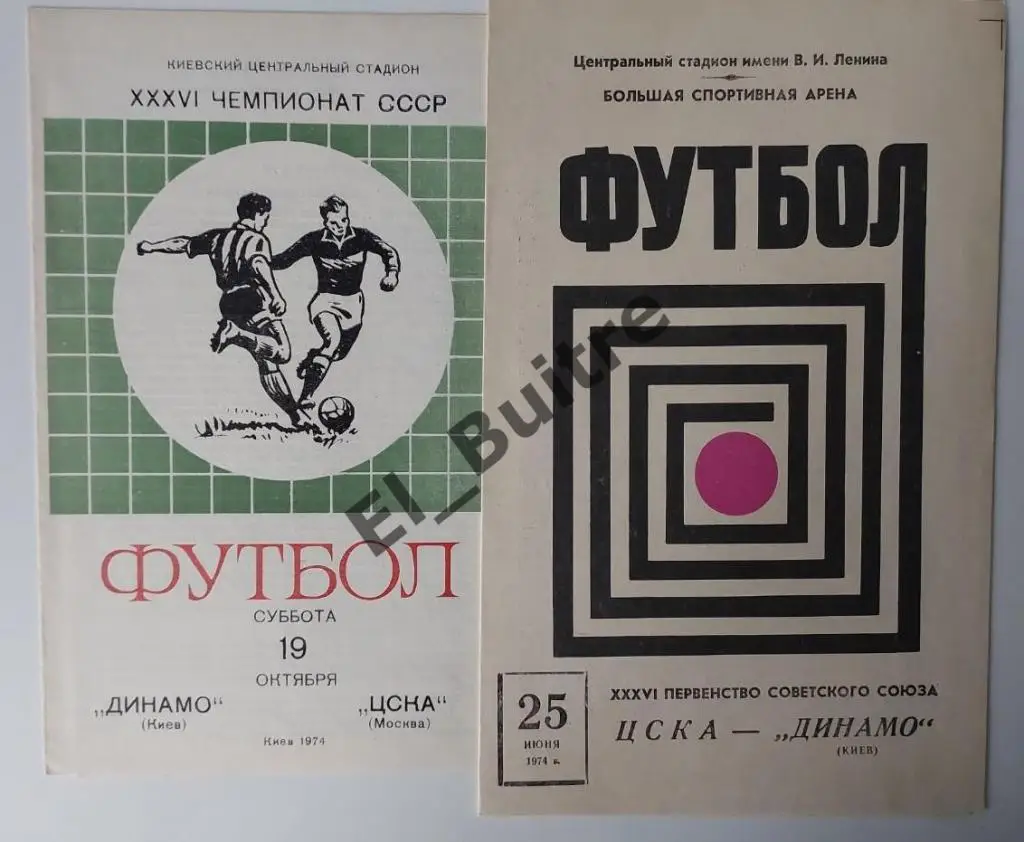 КИЕВСКИЙ ЦЕНТРАЛЬНЫЙ СТАДИОН
XXXVI ЧЕМПИОНАТ СССР
ФУТБОЛ
СУББОТА
19
ОКТЯБРЯ
„ДИНАМО“
(Киев)
„ЦСКА“
(Москва)
Киев 1974
Центральный стадион имени В. И. Ленина
БОЛЬШАЯ СПОРТИВНАЯ АРЕНА
ФУТБОЛ
25
ИЮНЯ
1974 г.
XXXVI ПЕРВЕНСТВО СОВЕТСКОГО СОЮЗА
ЦСКА — „ДИНАМО“
(КИЕВ)
El_Buitre